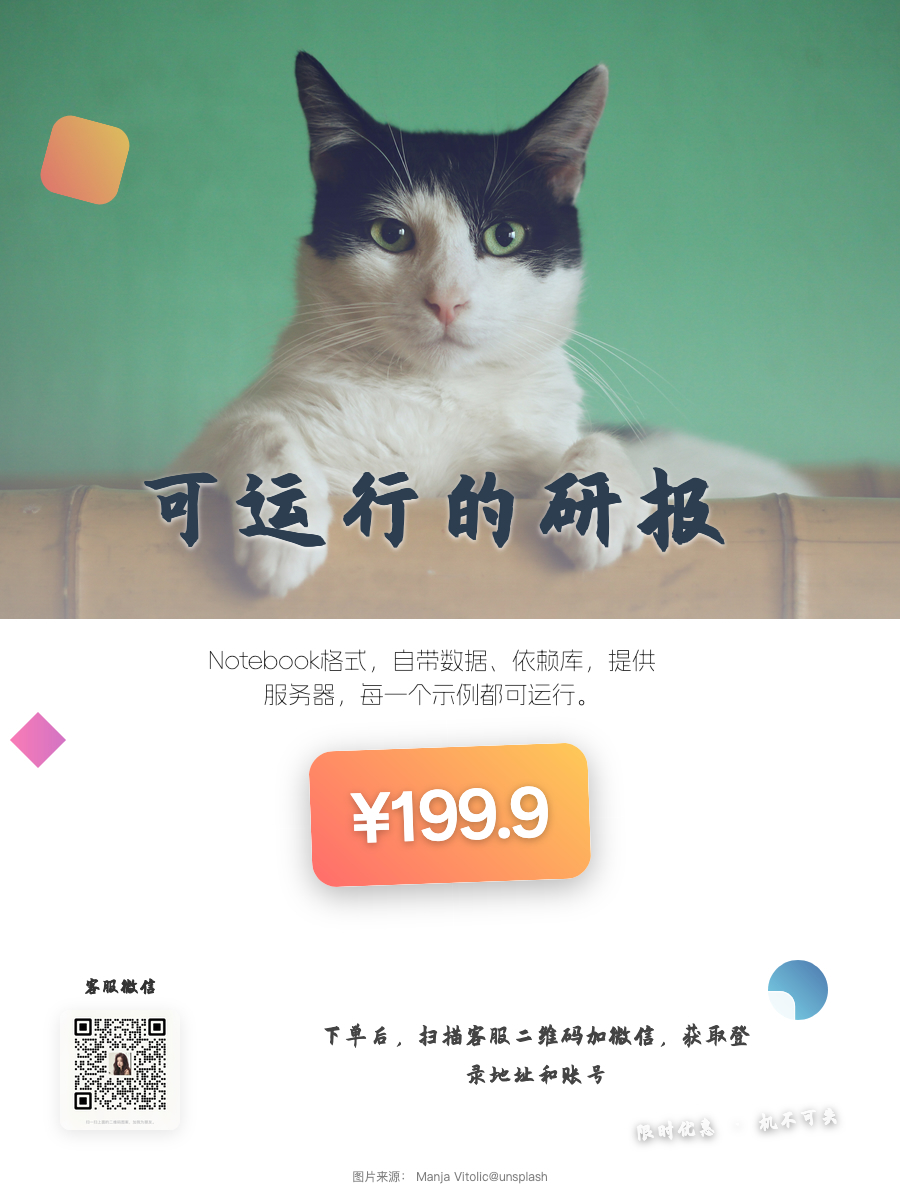 可运行的研报
Notebook格式，自带数据、依赖库，提供
服务器，每一个示例都可运行。
¥199.9
客服微信
下单后，扫描客服二维码加微信，获取登
录地址和账号
限时优惠 · 机不可失
图片来源： Manja Vitolic@unsplash